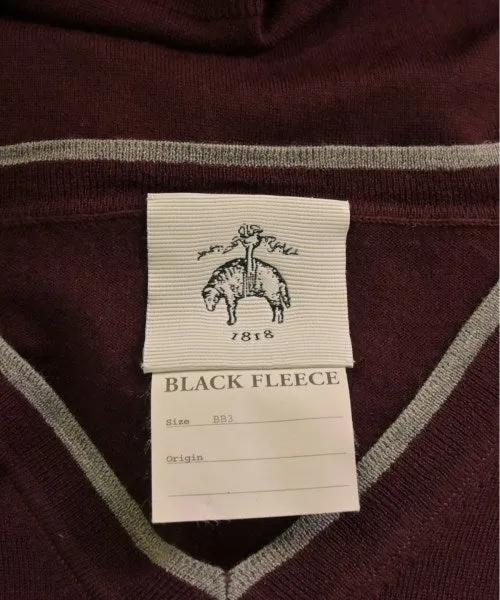 1818
BLACK FLEECE
Size BB3
Origin